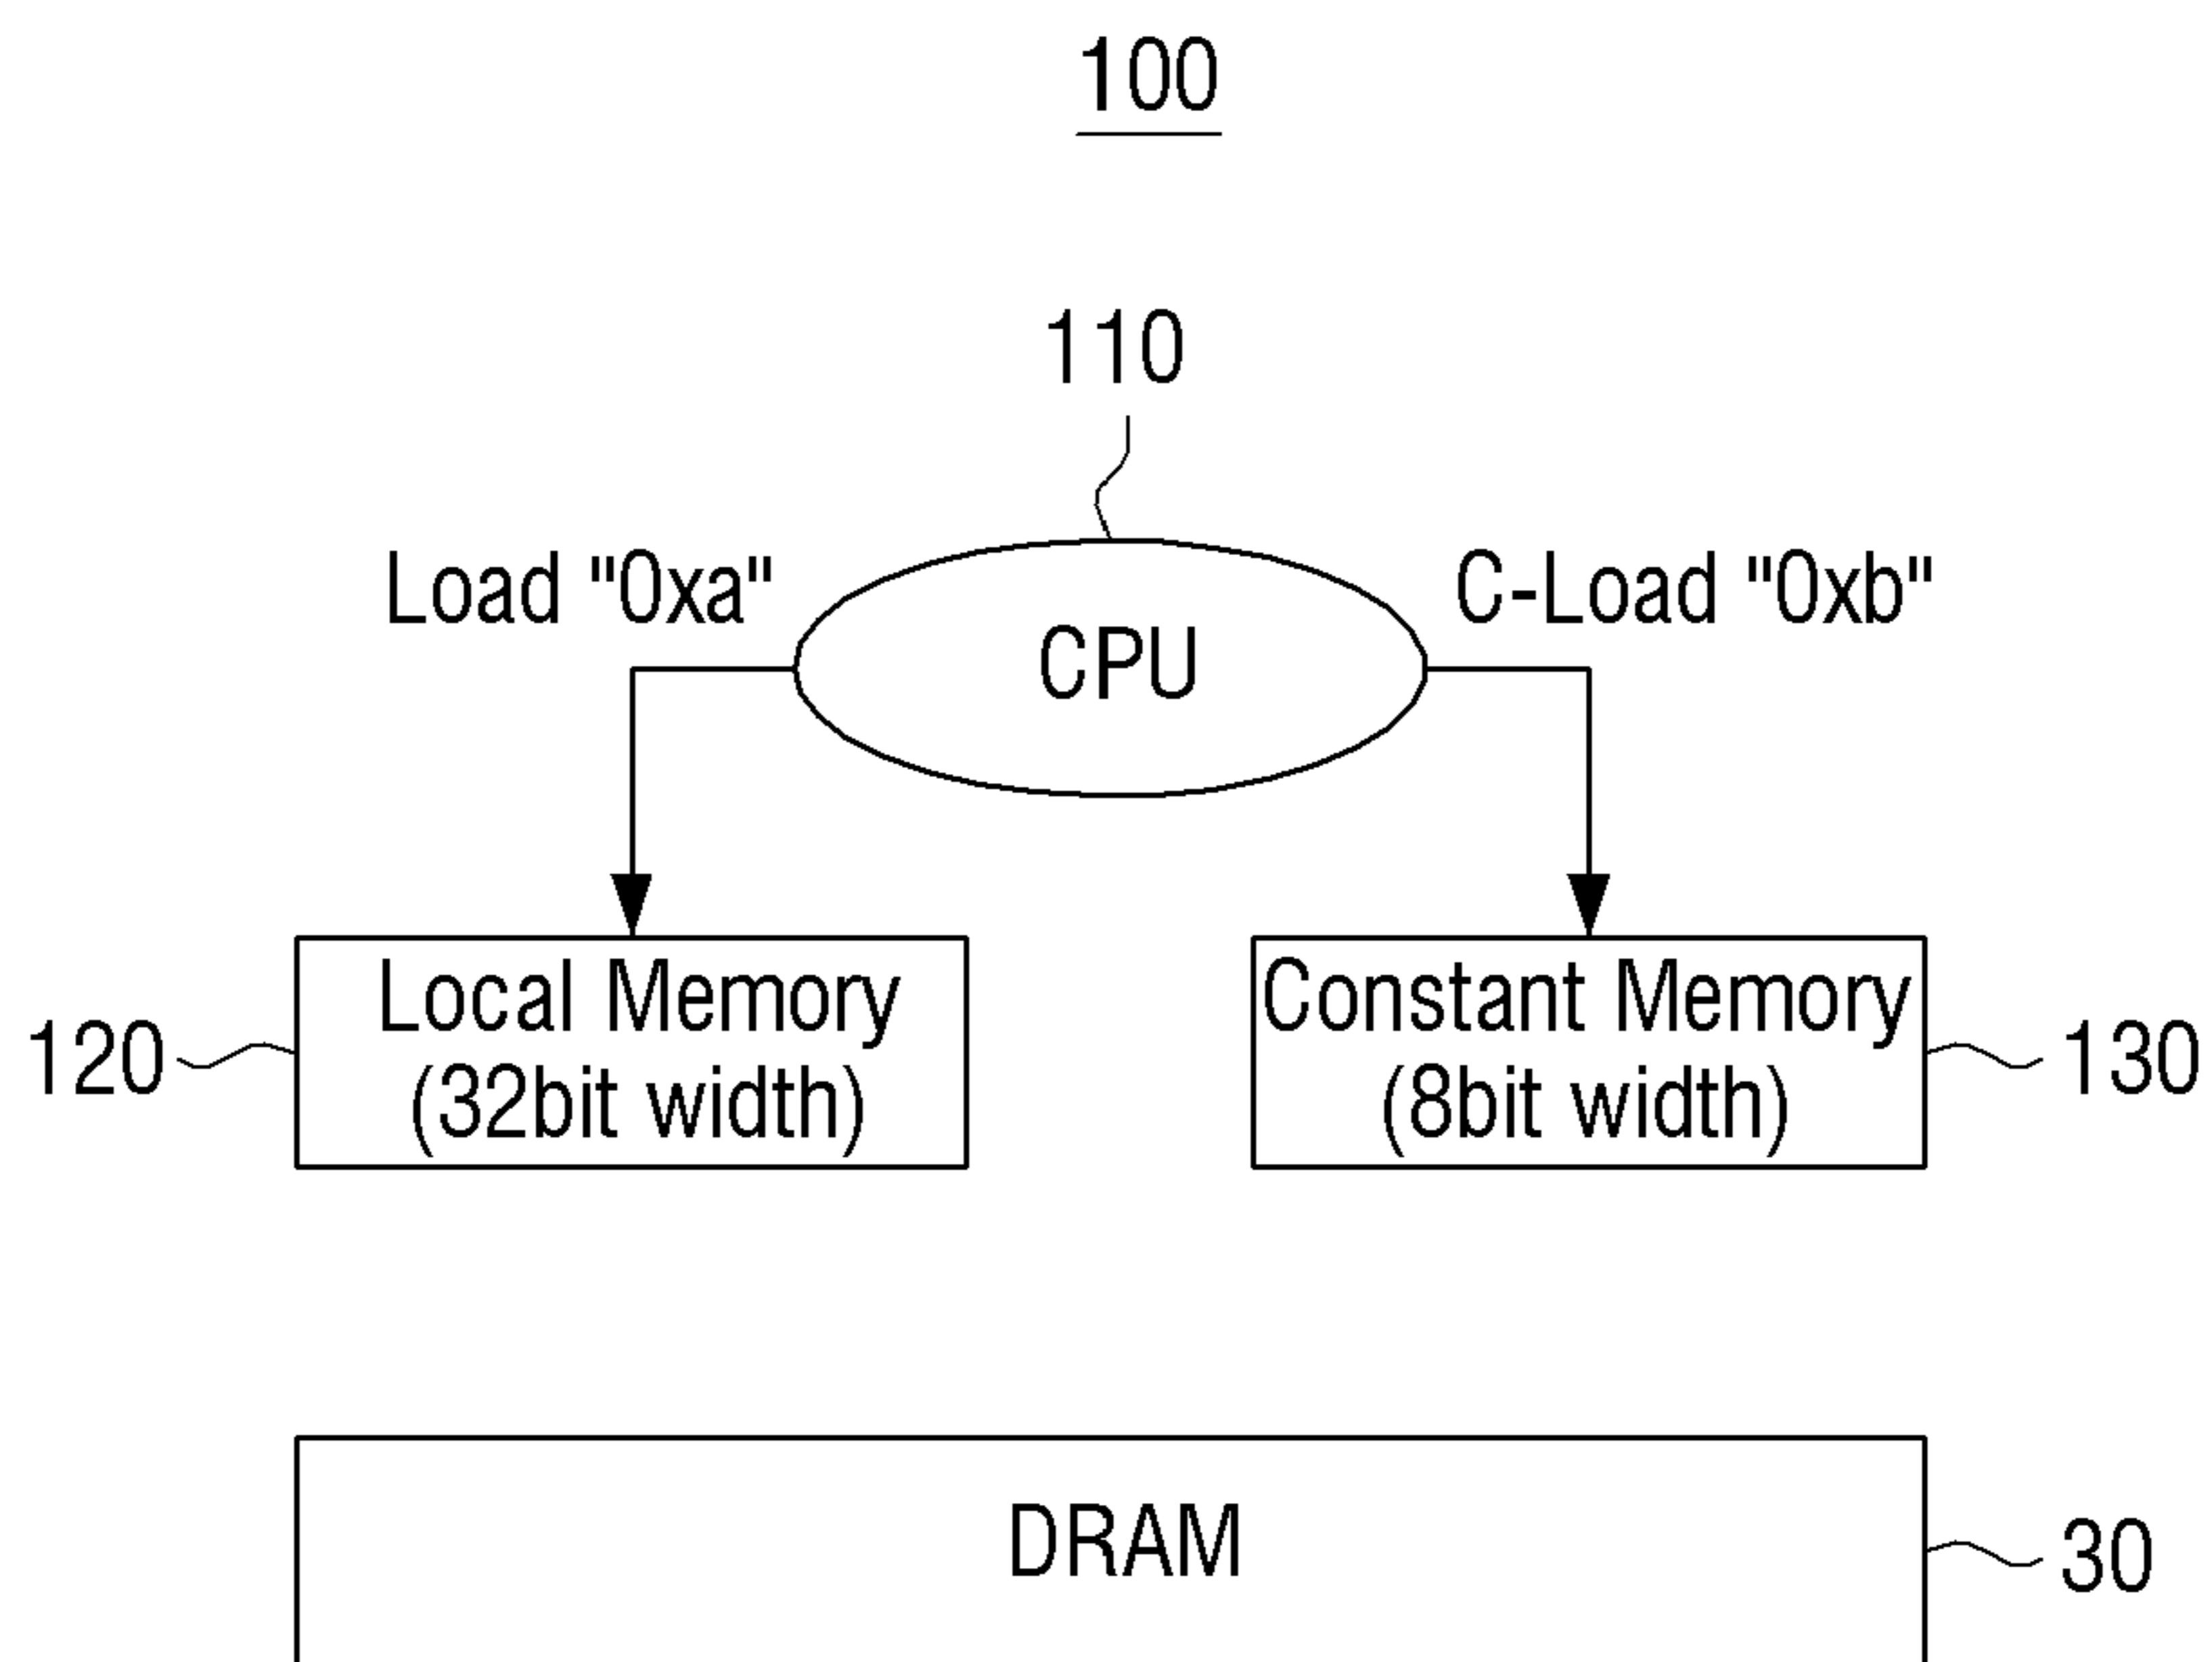 100
110
Load "0xa"
C-Load "0xb"
CPU
Local Memory
(32bit width)
Constant Memory
(8bit width)
120
130
DRAM
30